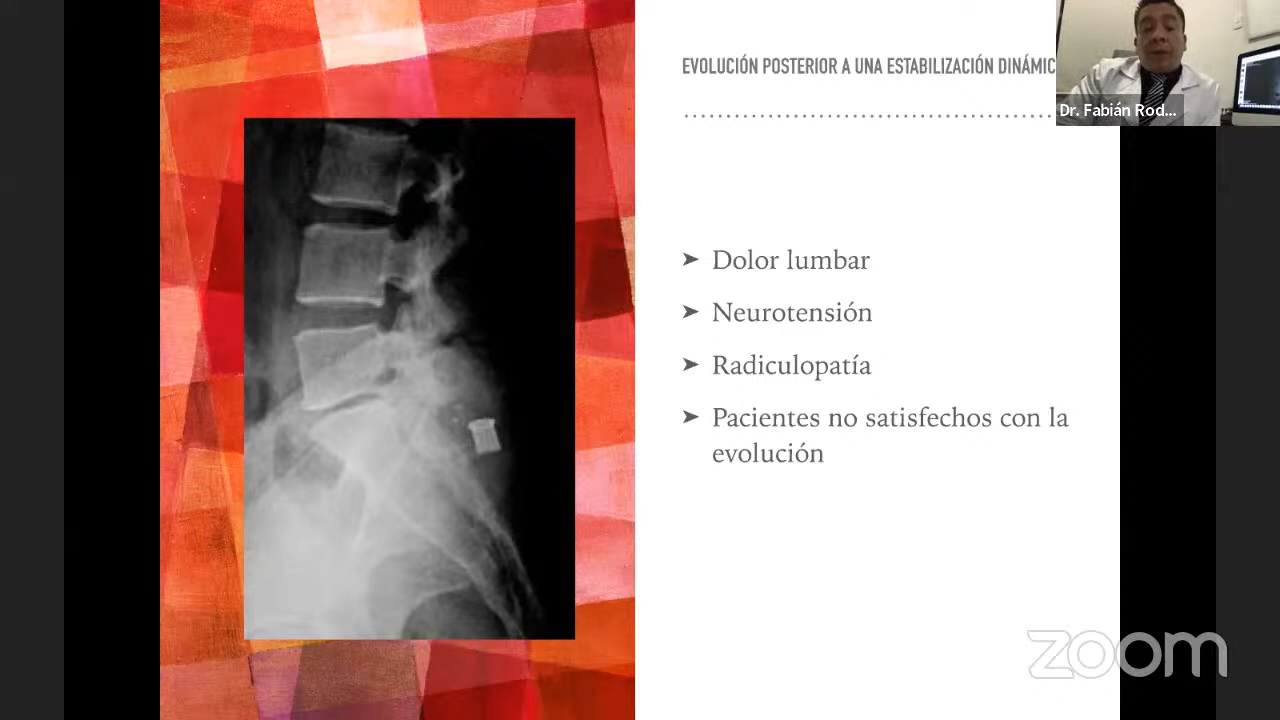 EVOLUCIÓN POSTERIOR A UNA ESTABILIZACIÓN DINÁMIC
Dr. Fabián Rod...
➤ Dolor lumbar
➤ Neurotensión
➤ Radiculopatía
➤ Pacientes no satisfechos con la
evolución
zoom